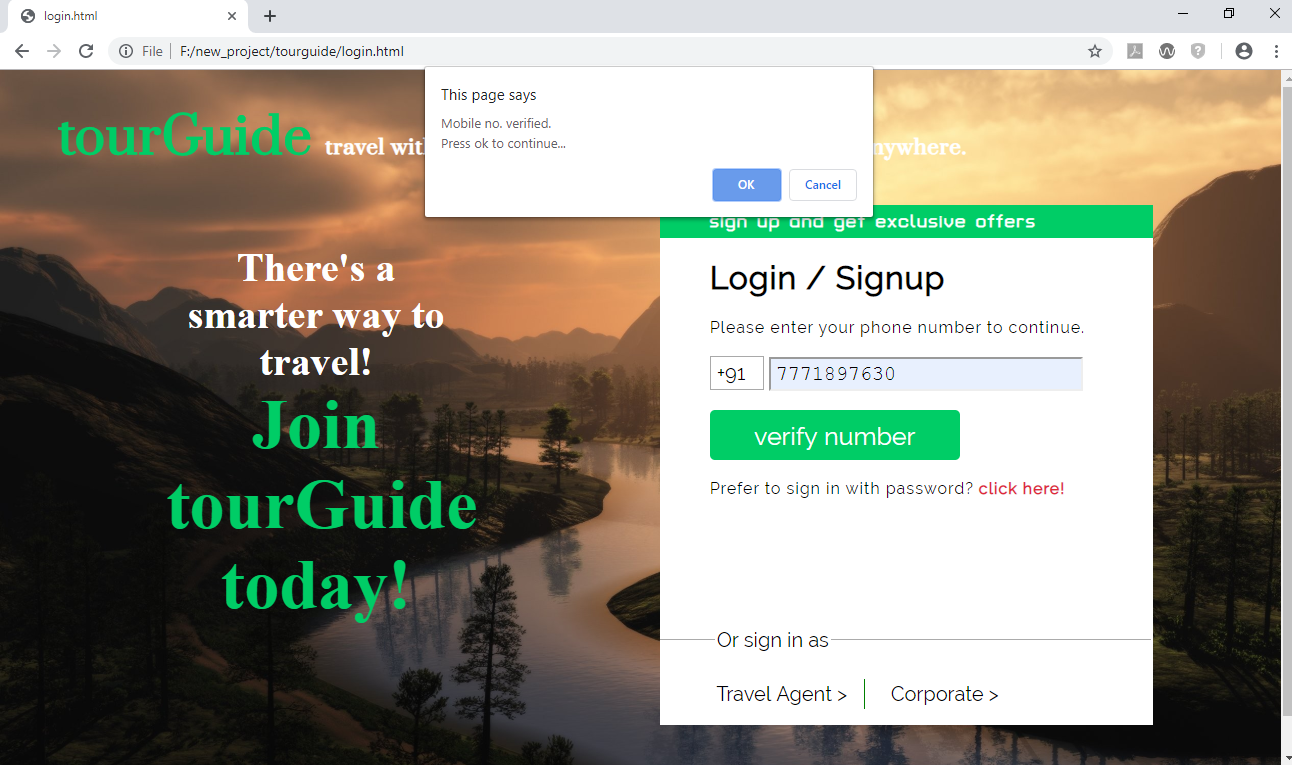 login.html
File F:/new_project/tourguide/login.html
This page says
Mobile no. verified.
Press ok to continue...
OK Cancel
tourGuide travel
sign up and get exclusive offers
There's a
smarter way to
travel!
Join
tourGuide
today!
Login / Signup
Please enter your phone number to continue.
+91 7771897630
verify number
Prefer to sign in with password? click here!
Or sign in as
Travel Agent > Corporate >